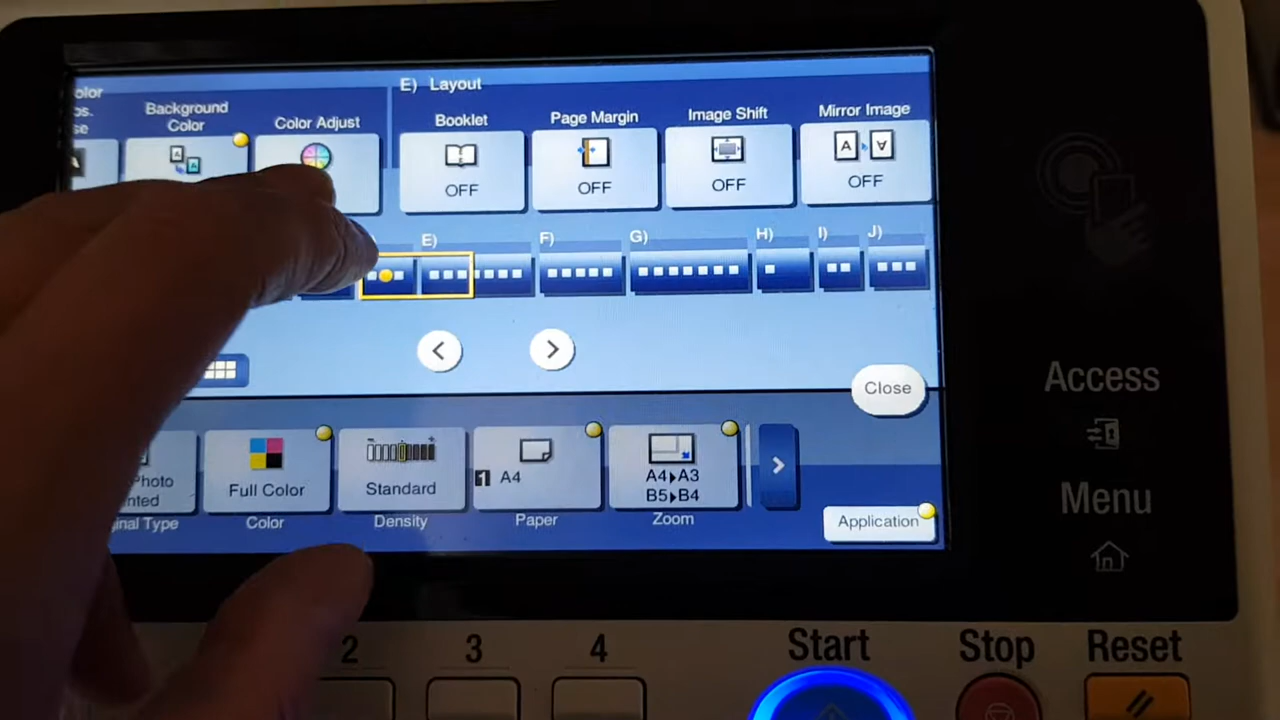 E) Layout
Background Color
Color Adjust
Booklet
Page Margin
Image Shift
Mirror Image
A
A
OFF
OFF
OFF
OFF
E)
F)
G)
H)
I)
J)
<
>
Close
Photo
Full Color
Standard
1 A4
A4▸A3
B5▸B4
Color
Density
Paper
Zoom
>
Application
Access
Menu
2
3
4
Start
Stop
Reset